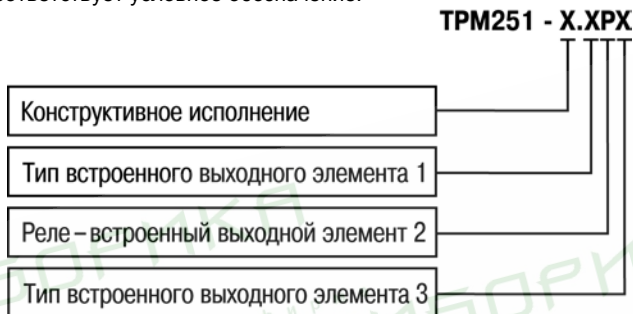 соответствует условное обозначение:
ТРМ251 - Х.ХРХ
Конструктивное исполнение
Тип встроенного выходного элемента 1
Реле – встроенный выходной элемент 2
Тип встроенного выходного элемента 3